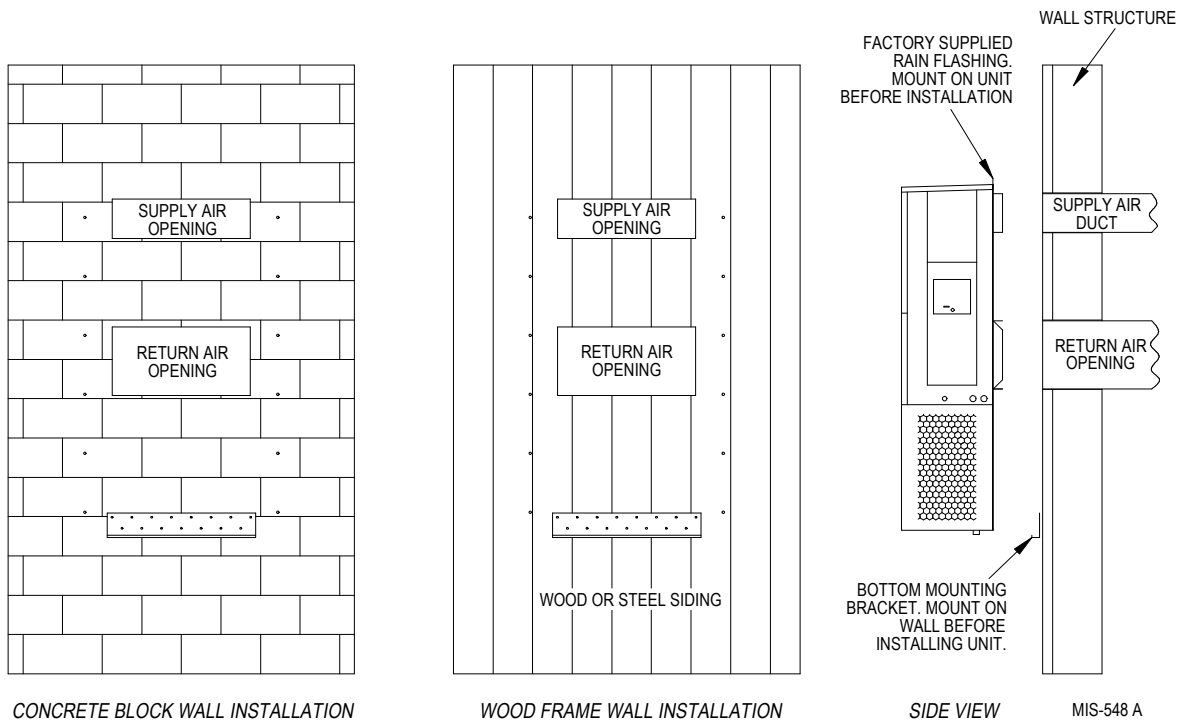 WALL STRUCTURE
FACTORY SUPPLIED
RAIN FLASHING.
MOUNT ON UNIT
BEFORE INSTALLATION
SUPPLY AIR
OPENING
SUPPLY AIR
OPENING
SUPPLY AIR
DUCT
RETURN AIR
OPENING
RETURN AIR
OPENING
RETURN AIR
OPENING
WOOD OR STEEL SIDING
BOTTOM MOUNTING
BRACKET. MOUNT ON
WALL BEFORE
INSTALLING UNIT.
CONCRETE BLOCK WALL INSTALLATION
WOOD FRAME WALL INSTALLATION
SIDE VIEW
MIS-548 A